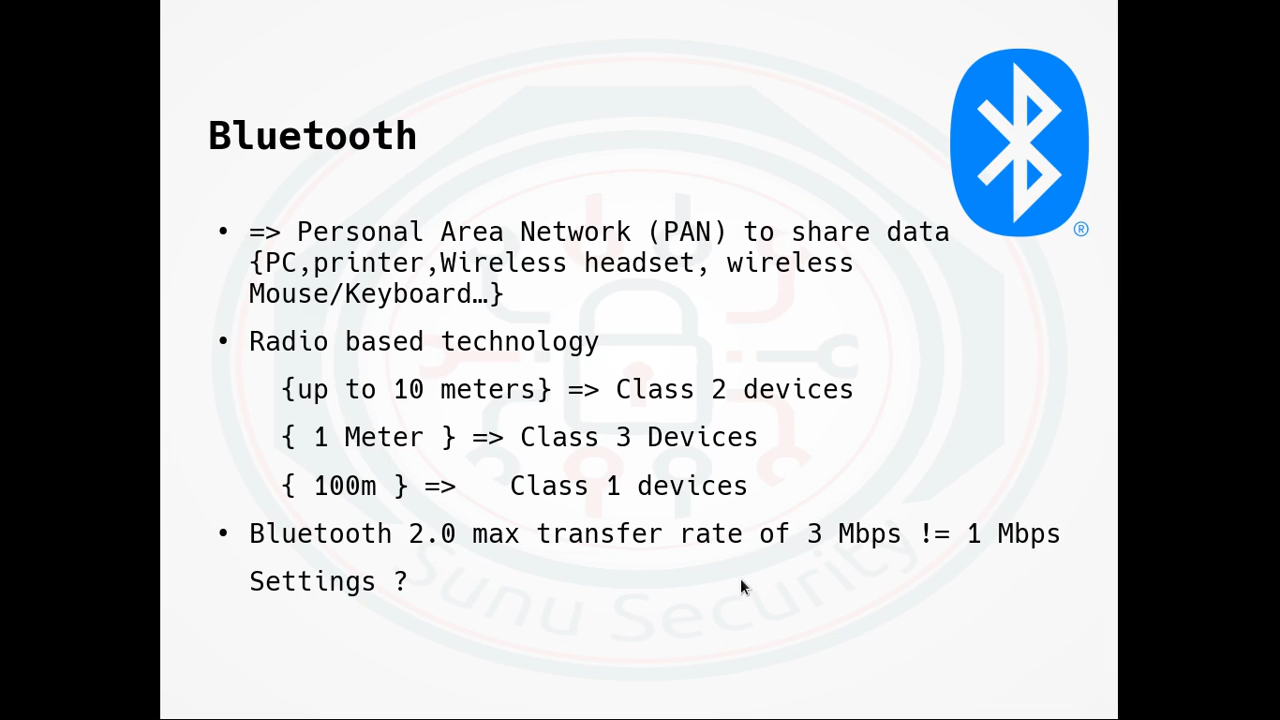 Bluetooth
®
• => Personal Area Network (PAN) to share data
{PC,printer,Wireless headset, wireless
Mouse/Keyboard…}
• Radio based technology
{up to 10 meters} => Class 2 devices
{ 1 Meter } => Class 3 Devices
{ 100m } => Class 1 devices
• Bluetooth 2.0 max transfer rate of 3 Mbps != 1 Mbps
Settings ?
Sunu Security